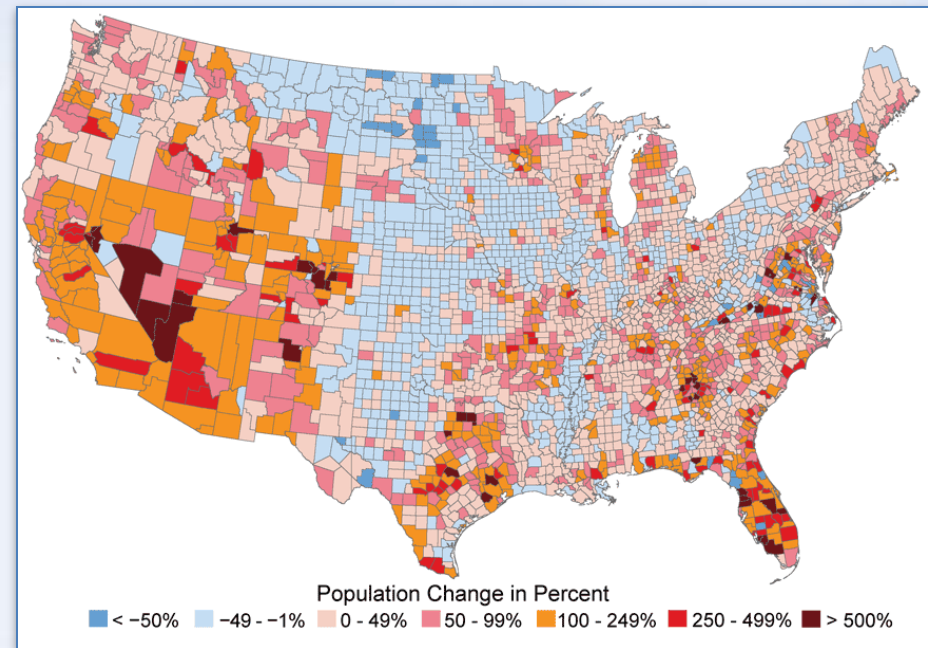 Population Change in Percent
< −50% −49 - −1% 0 - 49% 50 - 99% 100 - 249% 250 - 499% > 500%